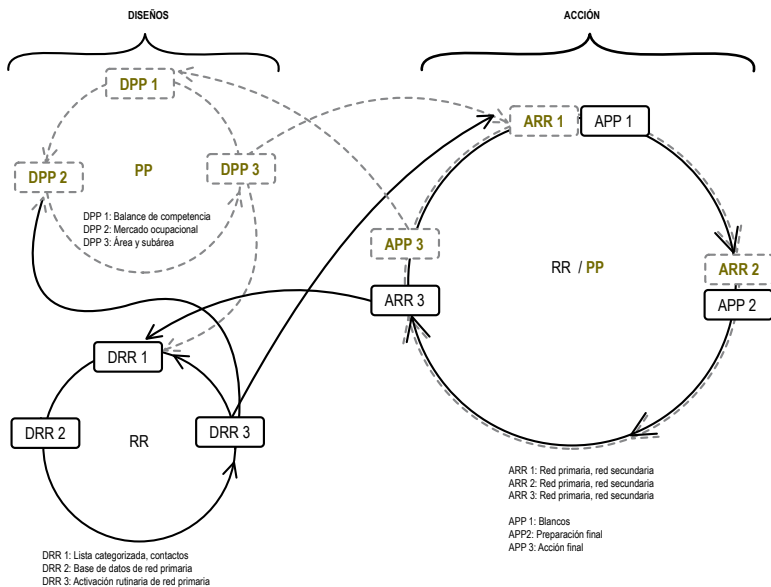 DISEÑOS
ACCIÓN
DPP 1
DPP 2
PP
DPP 3
DPP 1: Balance de competencia
DPP 2: Mercado ocupacional
DPP 3: Área y subárea
ARR 1
APP 1
APP 3
ARR 3
RR / PP
ARR 2
APP 2
DRR 1
DRR 2
RR
DRR 3
ARR 1: Red primaria, red secundaria
ARR 2: Red primaria, red secundaria
ARR 3: Red primaria, red secundaria
APP 1: Blancos
APP2: Preparación final
APP 3: Acción final
DRR 1: Lista categorizada, contactos
DRR 2: Base de datos de red primaria
DRR 3: Activación rutinaria de red primaria